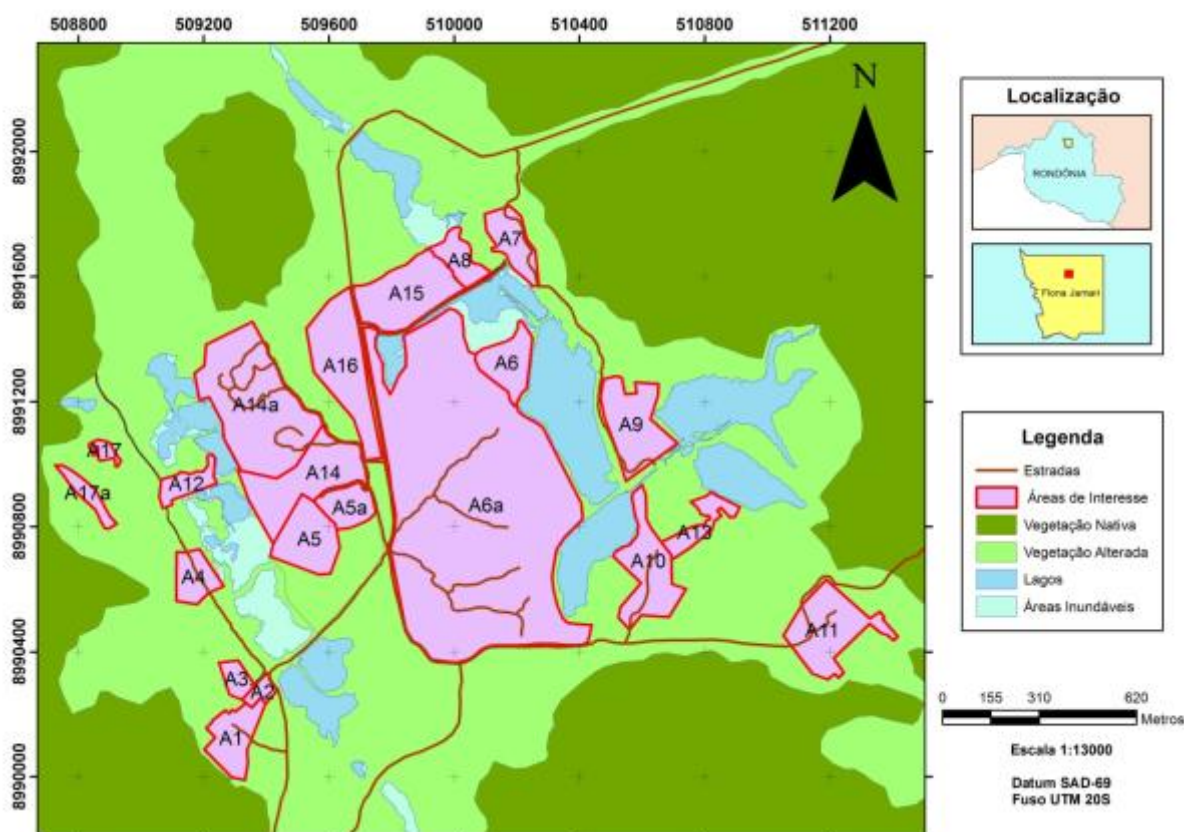 508800 509200 509600 510000 510400 510800 511200
8992000
8991600
8991200
8990800
8990400
8990000
N
A7
A8
A15
A16
A6
A14a
A9
A17
A14
A12
A17a
A5a
A6a
A5
A13
A10
A4
A11
A3
A2
A1
Localização
RONDÔNIA
Flona Jamari
Legenda
Estradas
Áreas de Interesse
Vegetação Nativa
Vegetação Alterada
Lagos
Áreas Inundáveis
0 155 310 620
Metros
Escala 1:13000
Datum SAD-69
Fuso UTM 20S